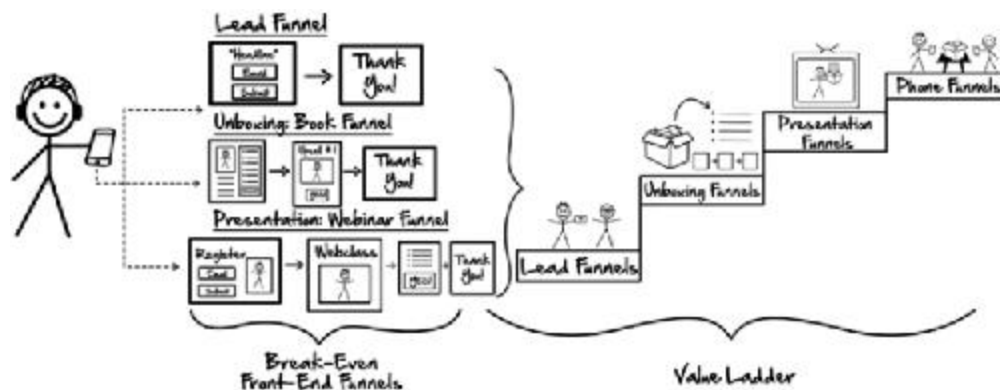 Lead Funnel
"Headline"
Email
Submit
Thank
You!
Unboxing: Book Funnel
Thank
You!
Presentation: Webinar Funnel
Register
Email
Submit
Webclass
Thank
You!
Break-Even
Front-End Funnels
Lead Funnels
Unboxing Funnels
Presentation
Funnels
Phone Funnels
Value Ladder